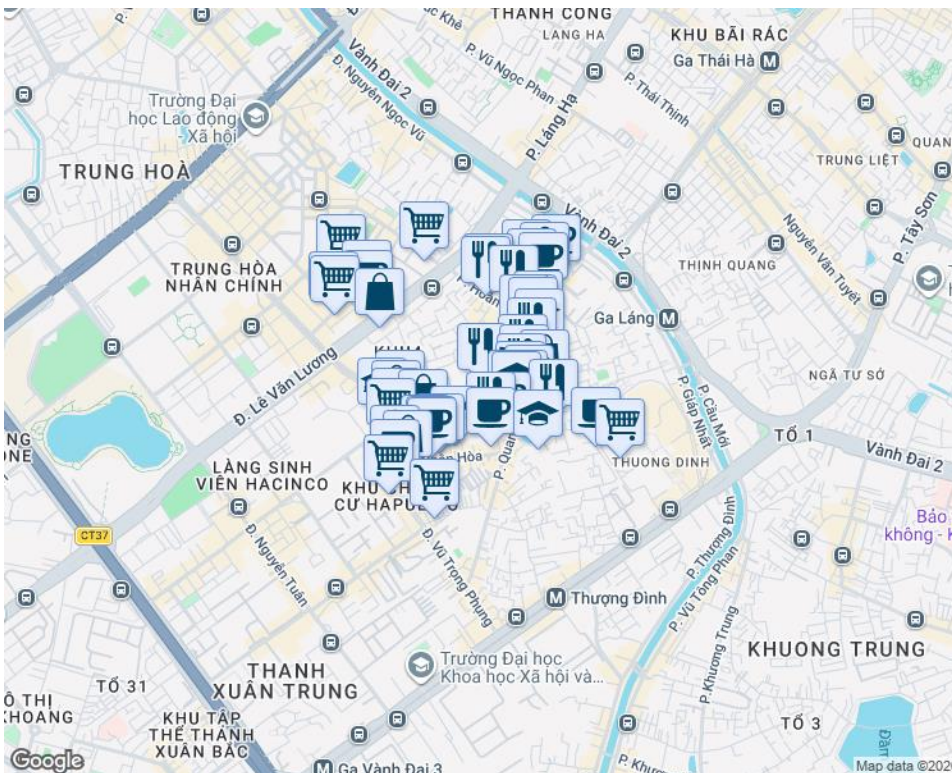 THANH CONG
LANG HA
KHU BÃI RÁC
Ga Thái Hà
Vành Đai 2
Đ. Nguyễn Ngọc Vũ
P. Vũ Ngọc Phan
P. Thái Thịnh
P. Láng Hạ
Trường Đại
học Lao động
Xã hội
TRUNG HOÀ
TRUNG LIỆT
QUAN
P. Tây Sơn
Vành Đai 2
Nguyễn Văn Tuyết
THỊNH QUANG
TRUNG HÒA
NHÂN CHÍNH
Ga Láng
Đ. Lê Văn Lương
NGÃ TƯ SỞ
P. Cầu Mới
P. Giáp Nhất
TỔ 1
Vành Đai 2
THUONG DINH
P. Quan
LÀNG SINH
VIÊN HACINCO
CT37
Đ. Nguyễn Tuân
Đ. Vũ Trọng Phụng
Bảo
không - K
P. Thượng Đình
P. Vũ Tông Phan
Thượng Đình
P. Khương Trung
KHUONG TRUNG
THANH
XUÂN TRUNG
Trường Đại học
Khoa học Xã hội và...
TỔ 31
KHU TẬP
THỂ THANH
XUÂN BẮC
TỔ 3
Ga Vành Đai 3
Google
Map data ©202